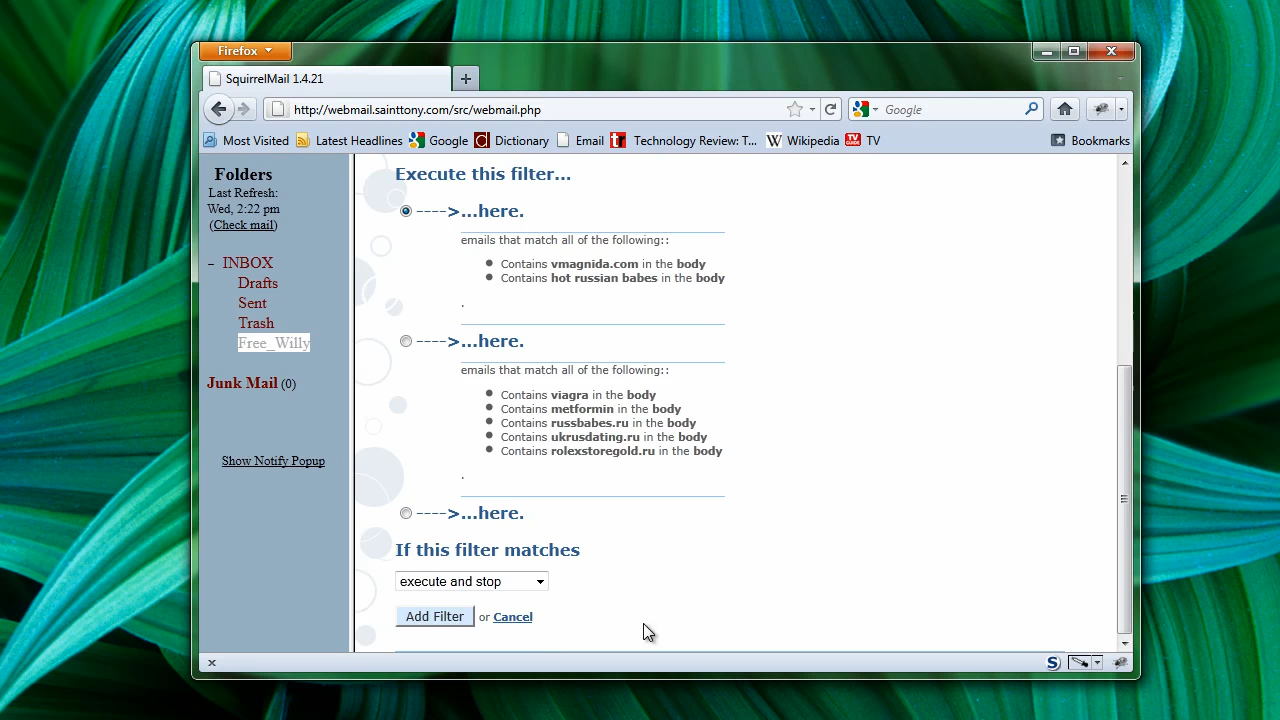 Firefox
SquirrelMail 1.4.21
http://webmail.sainttony.com/src/webmail.php
Google
Most Visited Latest Headlines Google Dictionary Email Technology Review: T... Wikipedia TV Bookmarks
Folders
Last Refresh:
Wed, 2:22 pm
(Check mail)
– INBOX
Drafts
Sent
Trash
Free_Willy
Junk Mail (0)
Show Notify Popup
Execute this filter...
---->...here.
emails that match all of the following::
Contains vmagnida.com in the body
Contains hot russian babes in the body
.
---->...here.
emails that match all of the following::
Contains viagra in the body
Contains metformin in the body
Contains russbabes.ru in the body
Contains ukrusdating.ru in the body
Contains rolexstoregold.ru in the body
.
---->...here.
If this filter matches
execute and stop
Add Filter or Cancel
x
S